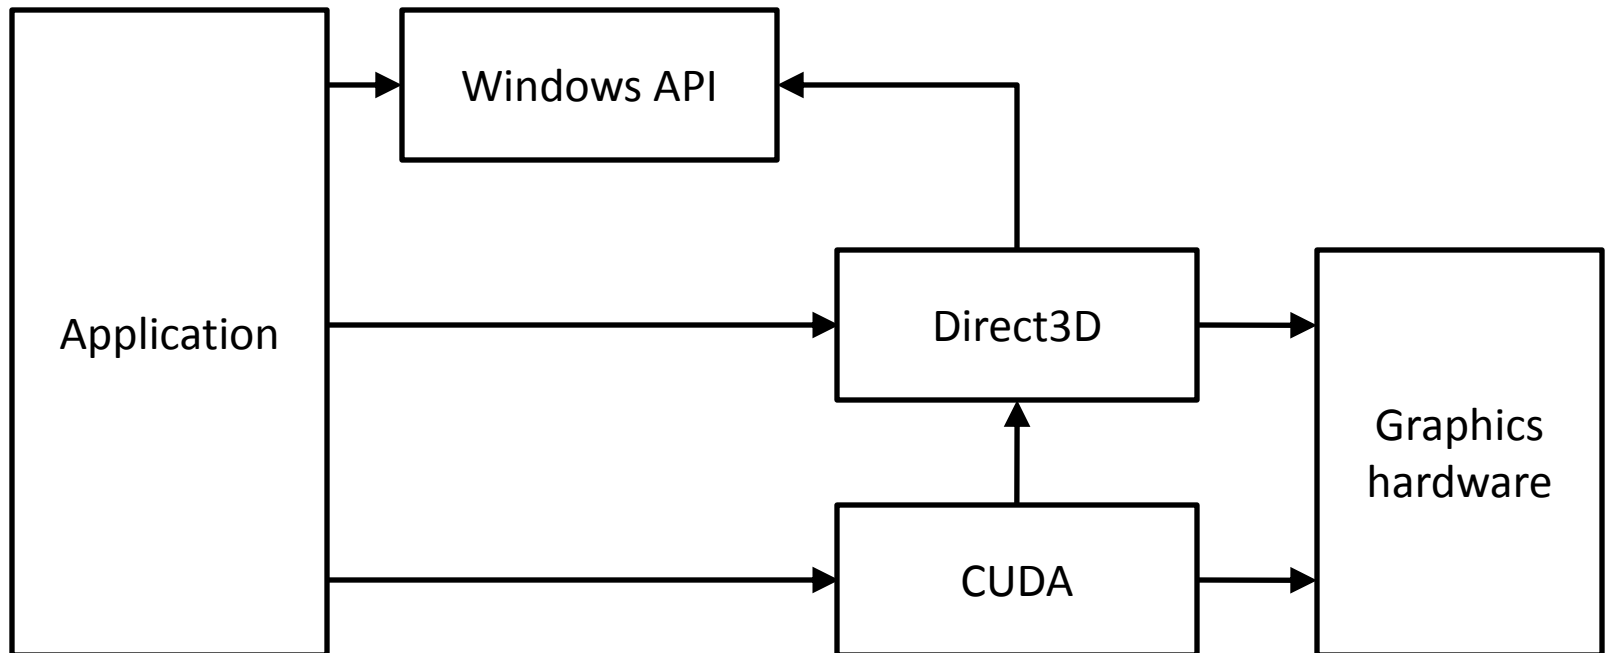 Windows API
Application
Direct3D
Graphics
hardware
CUDA